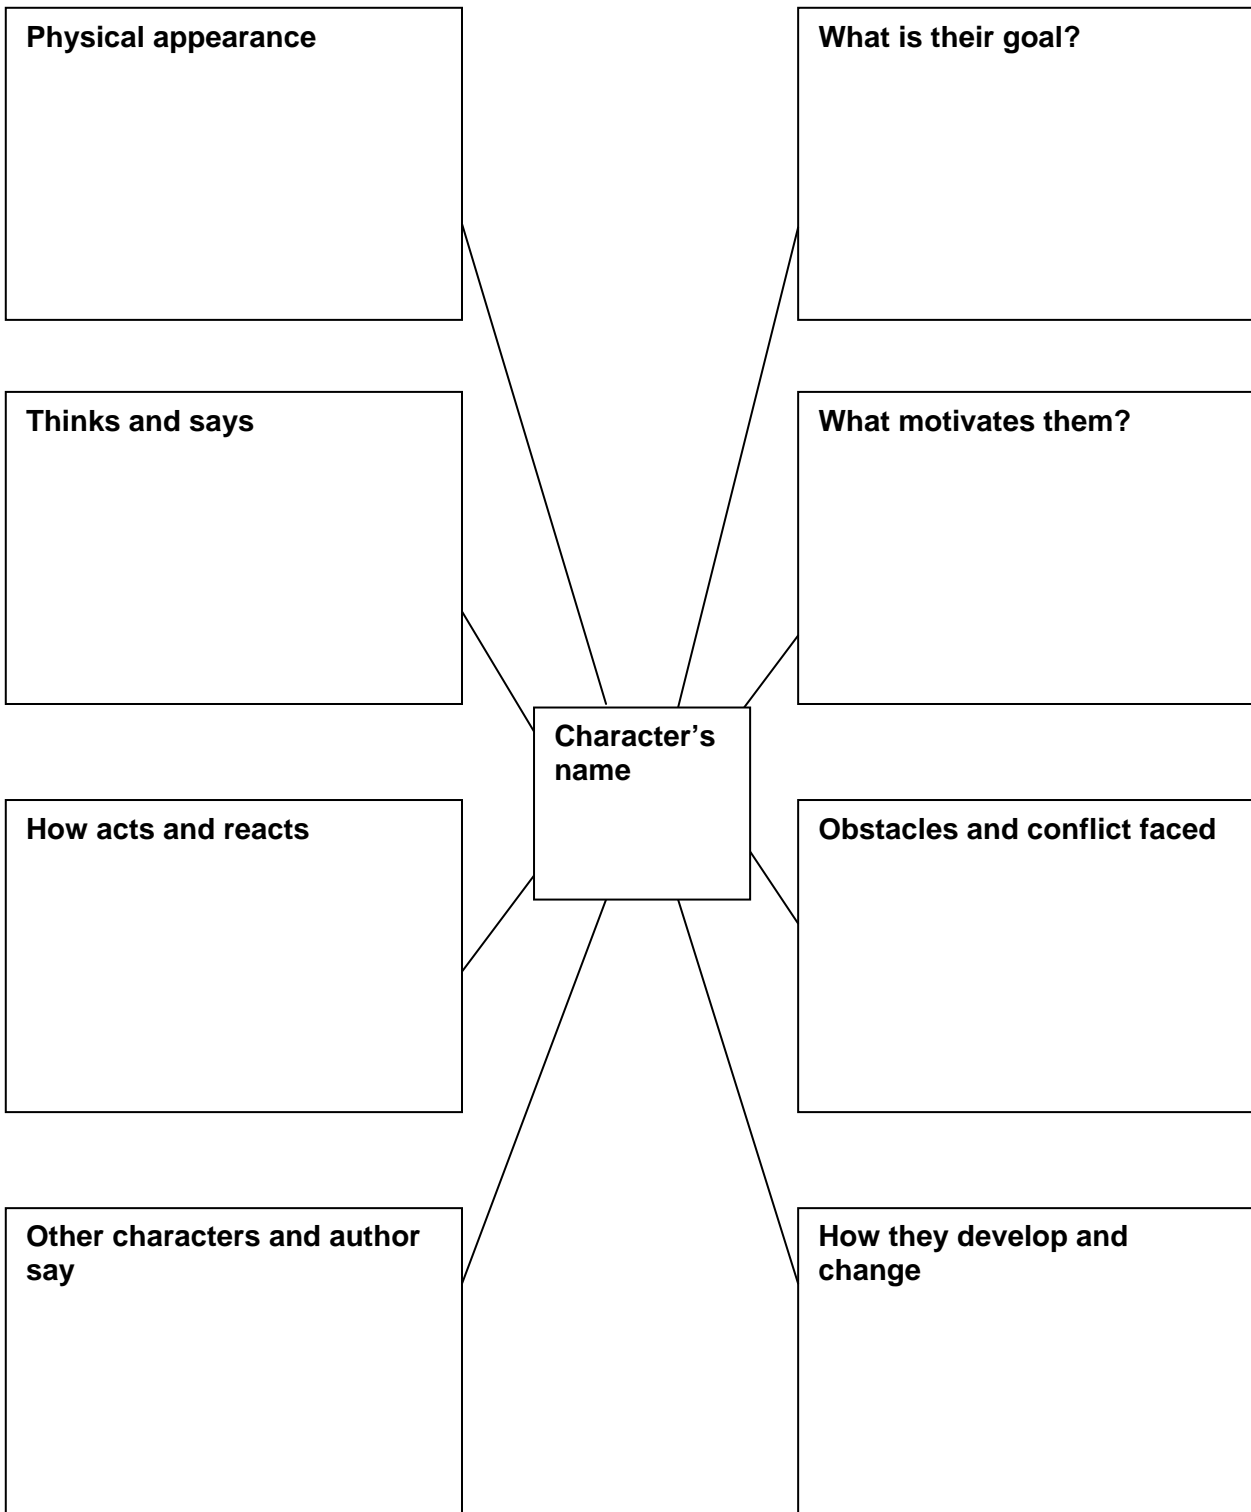 Physical appearance
What is their goal?
Thinks and says
What motivates them?
Character’s
name
How acts and reacts
Obstacles and conflict faced
Other characters and author
say
How they develop and
change